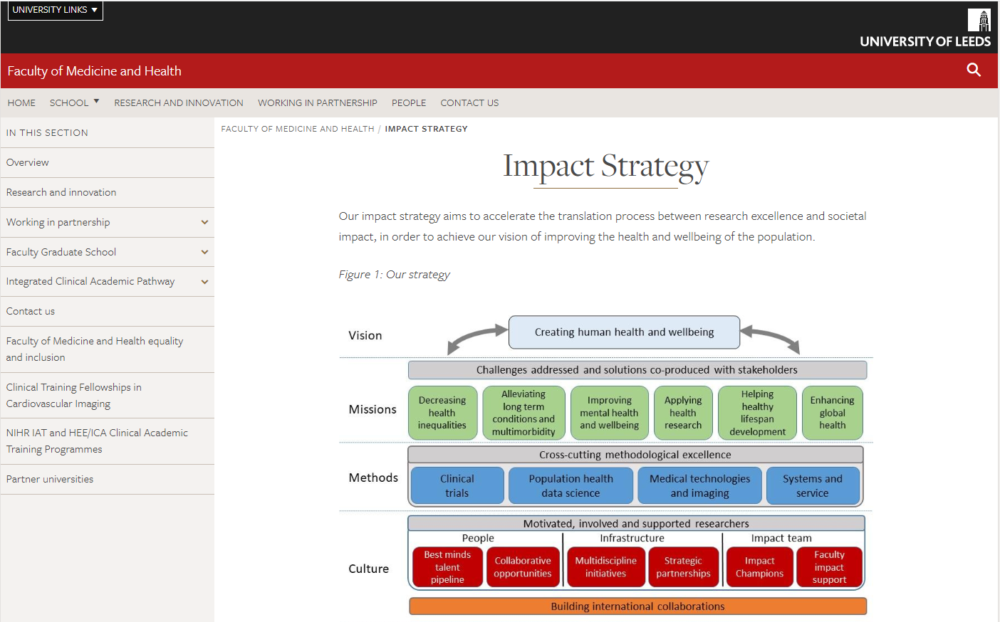 UNIVERSITY LINKS
UNIVERSITY OF LEEDS
Faculty of Medicine and Health
HOME SCHOOL RESEARCH AND INNOVATION WORKING IN PARTNERSHIP PEOPLE CONTACT US
IN THIS SECTION
Overview
Research and innovation
Working in partnership
Faculty Graduate School
Integrated Clinical Academic Pathway
Contact us
Faculty of Medicine and Health equality
and inclusion
Clinical Training Fellowships in
Cardiovascular Imaging
NIHR IAT and HEE/ICA Clinical Academic
Training Programmes
Partner universities
FACULTY OF MEDICINE AND HEALTH / IMPACT STRATEGY
Impact Strategy
Our impact strategy aims to accelerate the translation process between research excellence and societal
impact, in order to achieve our vision of improving the health and wellbeing of the population.
Figure 1: Our strategy
Vision
Creating human health and wellbeing
Challenges addressed and solutions co-produced with stakeholders
Missions
Decreasing
health
inequalities
Alleviating
long term
conditions and
multimorbidity
Improving
mental health
and wellbeing
Applying
health
research
Helping
healthy
lifespan
development
Enhancing
global
health
Cross-cutting methodological excellence
Methods
Clinical
trials
Population health
data science
Medical technologies
and imaging
Systems and
service
Motivated, involved and supported researchers
Culture
People
Best minds
talent
pipeline
Collaborative
opportunities
Infrastructure
Multidiscipline
initiatives
Strategic
partnerships
Impact team
Impact
Champions
Faculty
impact
support
Building international collaborations